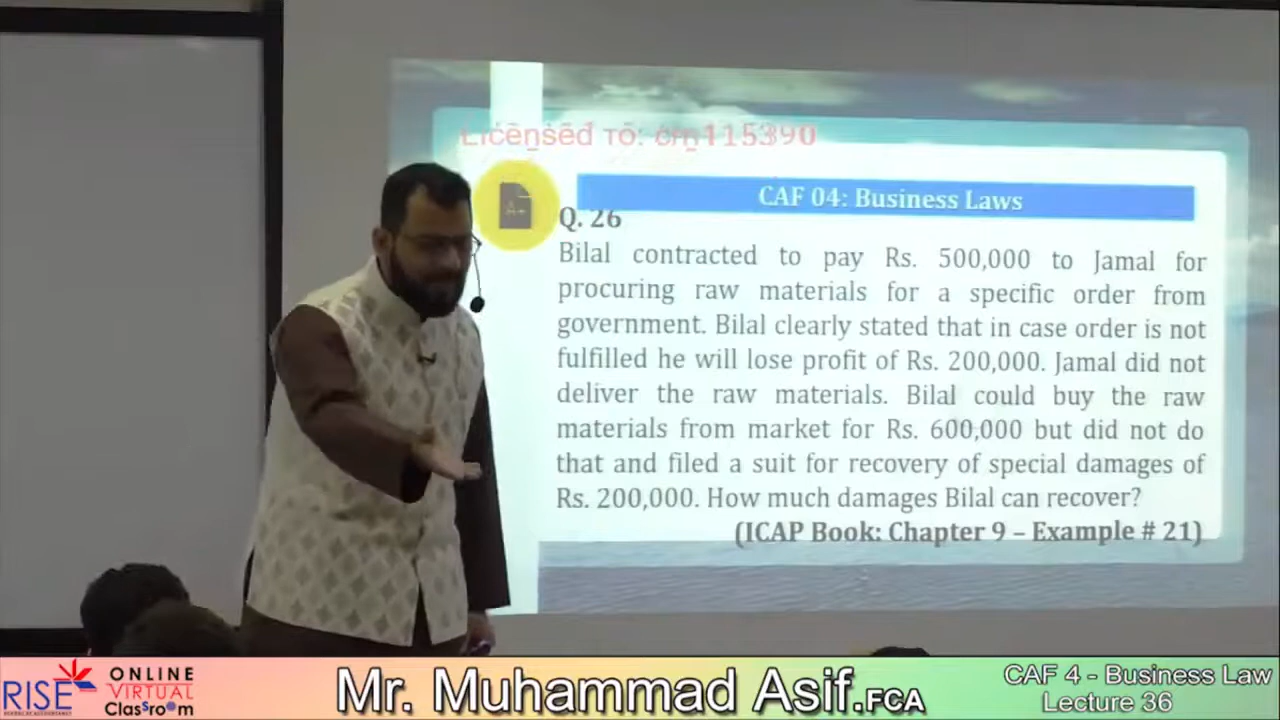 Licensed to: cm115390
A+
CAF 04: Business Laws
Q. 26
Bilal contracted to pay Rs. 500,000 to Jamal for
procuring raw materials for a specific order from
government. Bilal clearly stated that in case order is not
fulfilled he will lose profit of Rs. 200,000. Jamal did not
deliver the raw materials. Bilal could buy the raw
materials from market for Rs. 600,000 but did not do
that and filed a suit for recovery of special damages of
Rs. 200,000. How much damages Bilal can recover?
(ICAP Book: Chapter 9 – Example # 21)
RISE
ONLINE
VIRTUAL
Classroom
Mr. Muhammad Asif.FCA
CAF 4 - Business Law
Lecture 36